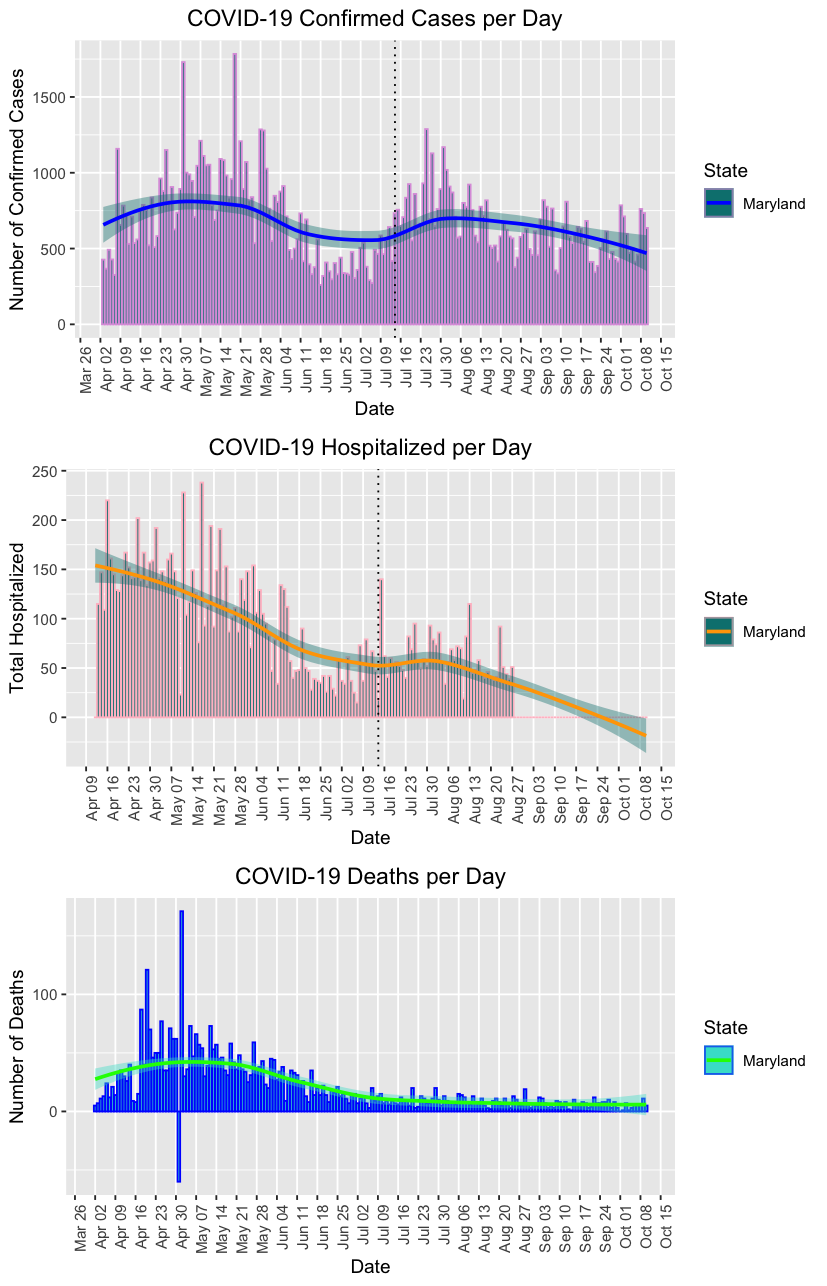 COVID-19 Confirmed Cases per Day
Number of Confirmed Cases
1500
1000
500
0
Mar 26
Apr 02
Apr 09
Apr 16
Apr 23
Apr 30
May 07
May 14
May 21
May 28
Jun 04
Jun 11
Jun 18
Jun 25
Jul 02
Jul 09
Jul 16
Jul 23
Jul 30
Aug 06
Aug 13
Aug 20
Aug 27
Sep 03
Sep 10
Sep 17
Sep 24
Oct 01
Oct 08
Oct 15
Date
State
Maryland
COVID-19 Hospitalized per Day
Total Hospitalized
250
200
150
100
50
0
Apr 09
Apr 16
Apr 23
Apr 30
May 07
May 14
May 21
May 28
Jun 04
Jun 11
Jun 18
Jun 25
Jul 02
Jul 09
Jul 16
Jul 23
Jul 30
Aug 06
Aug 13
Aug 20
Aug 27
Sep 03
Sep 10
Sep 17
Sep 24
Oct 01
Oct 08
Oct 15
Date
State
Maryland
COVID-19 Deaths per Day
Number of Deaths
100
0
Mar 26
Apr 02
Apr 09
Apr 16
Apr 23
Apr 30
May 07
May 14
May 21
May 28
Jun 04
Jun 11
Jun 18
Jun 25
Jul 02
Jul 09
Jul 16
Jul 23
Jul 30
Aug 06
Aug 13
Aug 20
Aug 27
Sep 03
Sep 10
Sep 17
Sep 24
Oct 01
Oct 08
Oct 15
Date
State
Maryland